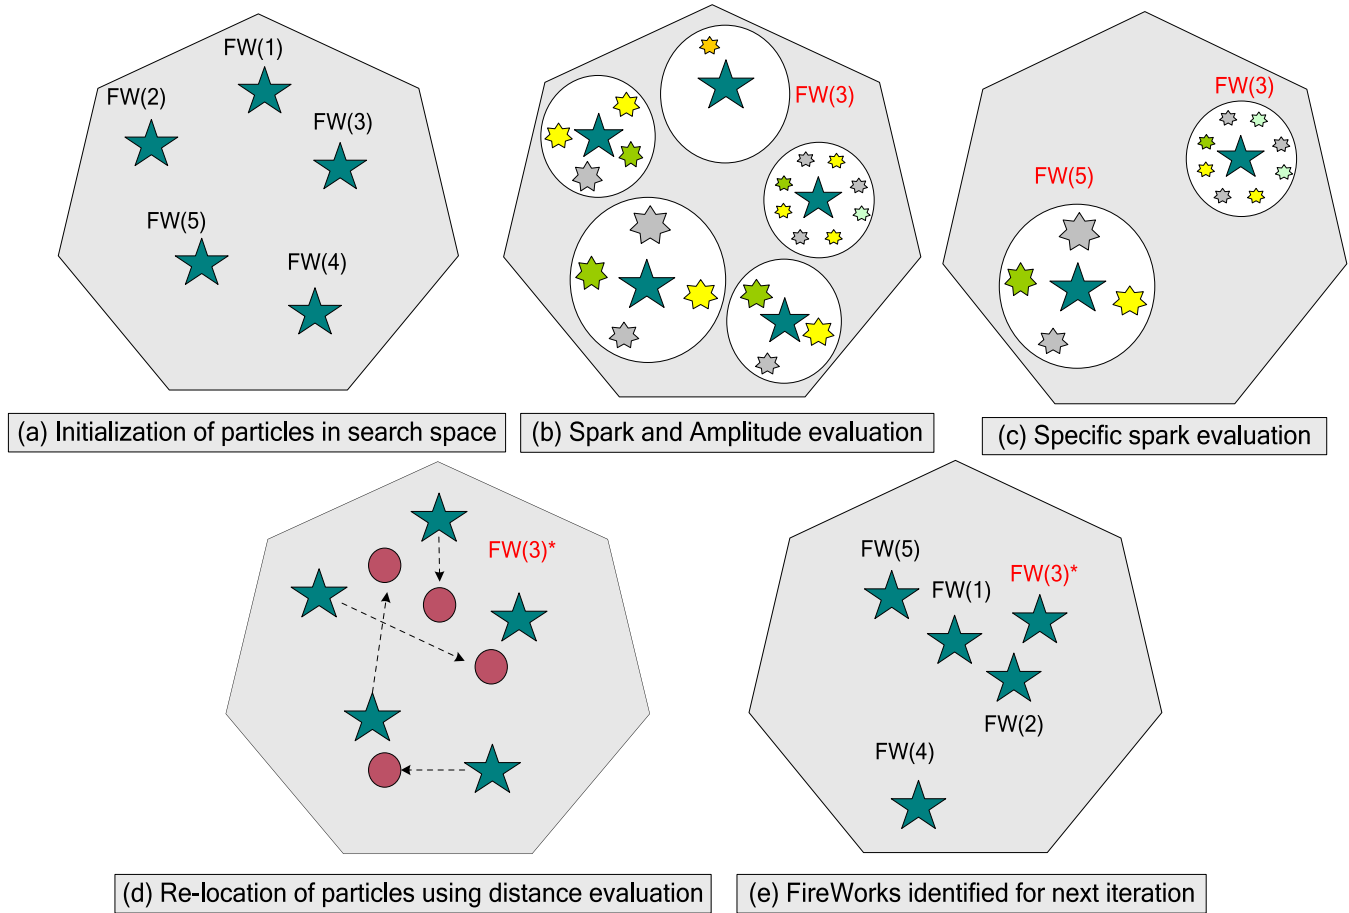 FW(1)
FW(2)
FW(3)
FW(5)
FW(4)
(a) Initialization of particles in search space
FW(3)
(b) Spark and Amplitude evaluation
FW(3)
FW(5)
(c) Specific spark evaluation
FW(3)*
(d) Re-location of particles using distance evaluation
FW(5)
FW(1)
FW(3)*
FW(2)
FW(4)
(e) FireWorks identified for next iteration